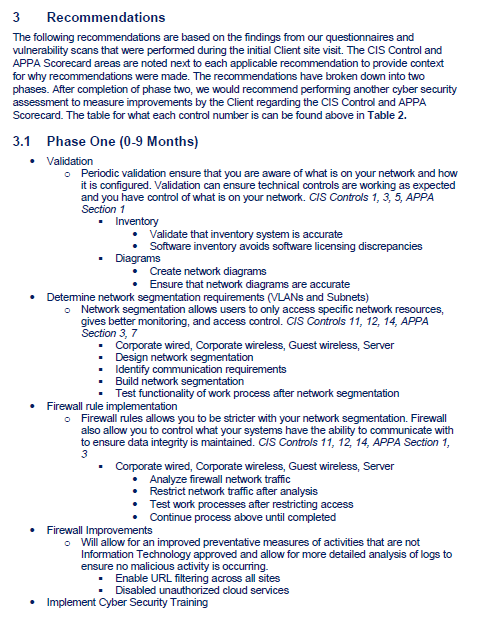 3 Recommendations
The following recommendations are based on the findings from our questionnaires and
vulnerability scans that were performed during the initial Client site visit. The CIS Control and
APPA Scorecard areas are noted next to each applicable recommendation to provide context
for why recommendations were made. The recommendations have broken down into two
phases. After completion of phase two, we would recommend performing another cyber security
assessment to measure improvements by the Client regarding the CIS Control and APPA
Scorecard. The table for what each control number is can be found above in Table 2.
3.1 Phase One (0-9 Months)
• Validation
o Periodic validation ensure that you are aware of what is on your network and how
it is configured. Validation can ensure technical controls are working as expected
and you have control of what is on your network. CIS Controls 1, 3, 5, APPA
Section 1
▪ Inventory
• Validate that inventory system is accurate
• Software inventory avoids software licensing discrepancies
▪ Diagrams
• Create network diagrams
• Ensure that network diagrams are accurate
• Determine network segmentation requirements (VLANs and Subnets)
o Network segmentation allows users to only access specific network resources,
gives better monitoring, and access control. CIS Controls 11, 12, 14, APPA
Section 3, 7
▪ Corporate wired, Corporate wireless, Guest wireless, Server
▪ Design network segmentation
▪ Identify communication requirements
▪ Build network segmentation
▪ Test functionality of work process after network segmentation
• Firewall rule implementation
o Firewall rules allows you to be stricter with your network segmentation. Firewall
also allow you to control what your systems have the ability to communicate with
to ensure data integrity is maintained. CIS Controls 11, 12, 14, APPA Section 1,
3
▪ Corporate wired, Corporate wireless, Guest wireless, Server
• Analyze firewall network traffic
• Restrict network traffic after analysis
• Test work processes after restricting access
• Continue process above until completed
• Firewall Improvements
o Will allow for an improved preventative measures of activities that are not
Information Technology approved and allow for more detailed analysis of logs to
ensure no malicious activity is occurring.
▪ Enable URL filtering across all sites
▪ Disabled unauthorized cloud services
• Implement Cyber Security Training